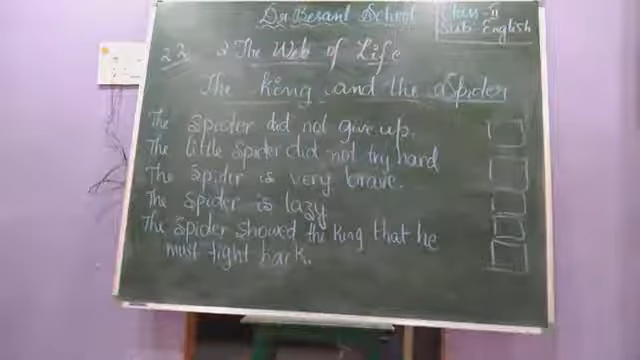 Dr Besant School
Class-II
Sub-English
2 The Web of Life
The King and the Spider
The Spider did not give up.
The little spider did not try hard
The Spider is very brave.
The Spider is lazy
The Spider showed the king that he
must fight back.